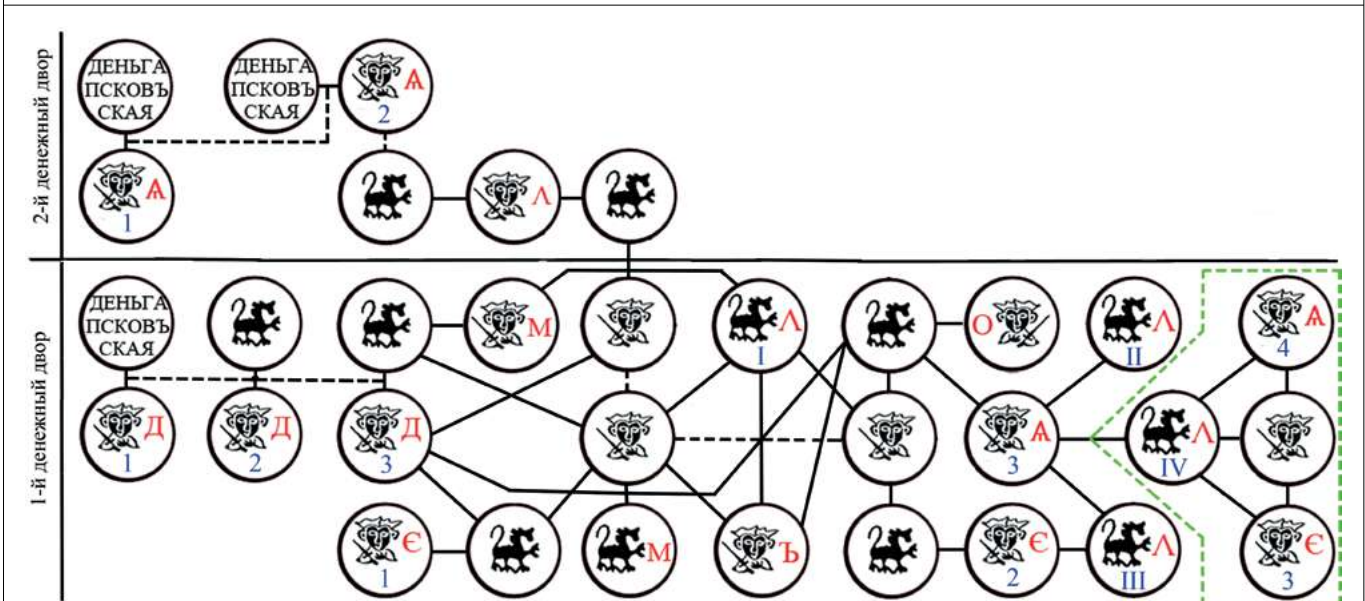 2-й денежный двор
ДЕНЬГА
ПСКОВЪ
СКАЯ
ДЕНЬГА
ПСКОВЪ
СКАЯ
Ѧ
2
Ѧ
1
Λ
1-й денежный двор
ДЕНЬГА
ПСКОВЪ
СКАЯ
М
Λ
I
О
Λ
II
Ѧ
4
Д
1
Д
2
Д
3
Ѧ
3
Λ
IV
Є
1
М
Ъ
Є
2
Λ
III
Є
3